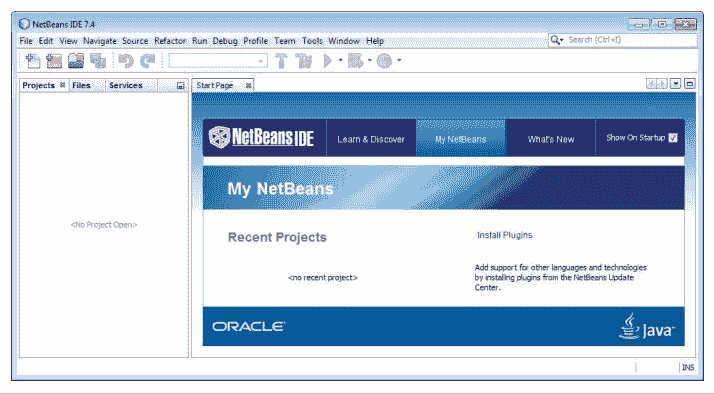 NetBeans IDE 7.4
File Edit View Navigate Source Refactor Run Debug Profile Team Tools Window Help
Search (Ctrl+I)
Projects Files Services
Start Page
NetBeans IDE
Learn & Discover
My NetBeans
What's New
Show On Startup
My NetBeans
<No Project Open>
Recent Projects
Install Plugins
<no recent project>
Add support for other languages and technologies
by installing plugins from the NetBeans Update
Center.
ORACLE
Java
INS